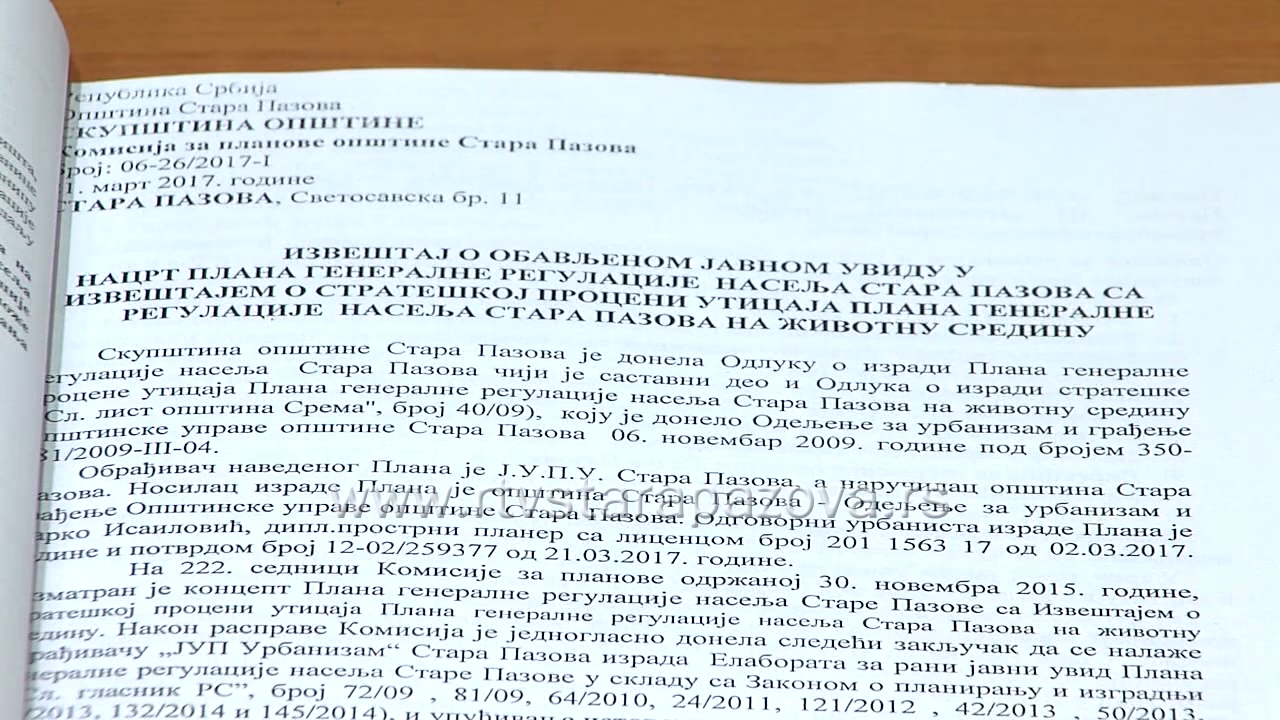 епублика Србија
Општина Стара Пазова
СКУПШТИНА ОПШТИНЕ
Комисија за планове општине Стара Пазова
Број: 06-26/2017-I
1. март 2017. године
СТАРА ПАЗОВА, Светосавска бр. 11
ИЗВЕШТАЈ О ОБАВЉЕНОМ ЈАВНОМ УВИДУ У
НАЦРТ ПЛАНА ГЕНЕРАЛНЕ РЕГУЛАЦИЈЕ НАСЕЉА СТАРА ПАЗОВА СА
ИЗВЕШТАЈЕМ О СТРАТЕШКОЈ ПРОЦЕНИ УТИЦАЈА ПЛАНА ГЕНЕРАЛНЕ
РЕГУЛАЦИЈЕ НАСЕЉА СТАРА ПАЗОВА НА ЖИВОТНУ СРЕДИНУ
Скупштина општине Стара Пазова је донела Одлуку о изради Плана генералне
егулације насеља Стара Пазова чији је саставни део и Одлука о изради стратешке
роцене утицаја Плана генералне регулације насеља Стара Пазова на животну средину
Сл. лист општина Срема", број 40/09), коју је донело Одељење за урбанизам и грађење
пштинске управе општине Стара Пазова 06. новембар 2009. године под бројем 350-
81/2009-III-04.
Обрађивач наведеног Плана је Ј.У.П.У. Стара Пазова, а наручилац општина Стара
азова. Носилац израде Плана је општина Стара Пазова - Одељење за урбанизам и
рађење Општинске управе општине Стара Пазова. Одговорни урбаниста израде Плана је
арко Исаиловић, дипл.прострни планер са лиценцом број 201 1563 17 од 02.03.2017.
дине и потврдом број 12-02/259377 од 21.03.2017. године.
www.rtvstarapazova.rs
На 222. седници Комисије за планове одржаној 30. новембра 2015. године,
зматран је концепт Плана генералне регулације насеља Старе Пазове са Извештајем о
ратешкој процени утицаја Плана генералне регулације насеља Стара Пазова на животну
едину. Након расправе Комисија је једногласно донела следећи закључак да се налаже
рађивачу „ЈУП Урбанизам“ Стара Пазова израда Елабората за рани јавни увид Плана
нералне регулације насеља Старе Пазове у складу са Законом о планирању и изградњи
Сл. гласник РС”, број 72/09 , 81/09, 64/2010, 24/2011, 121/2012 , 42/2013 , 50/2013,
/2013, 132/2014 и 145/2014), и упућивање